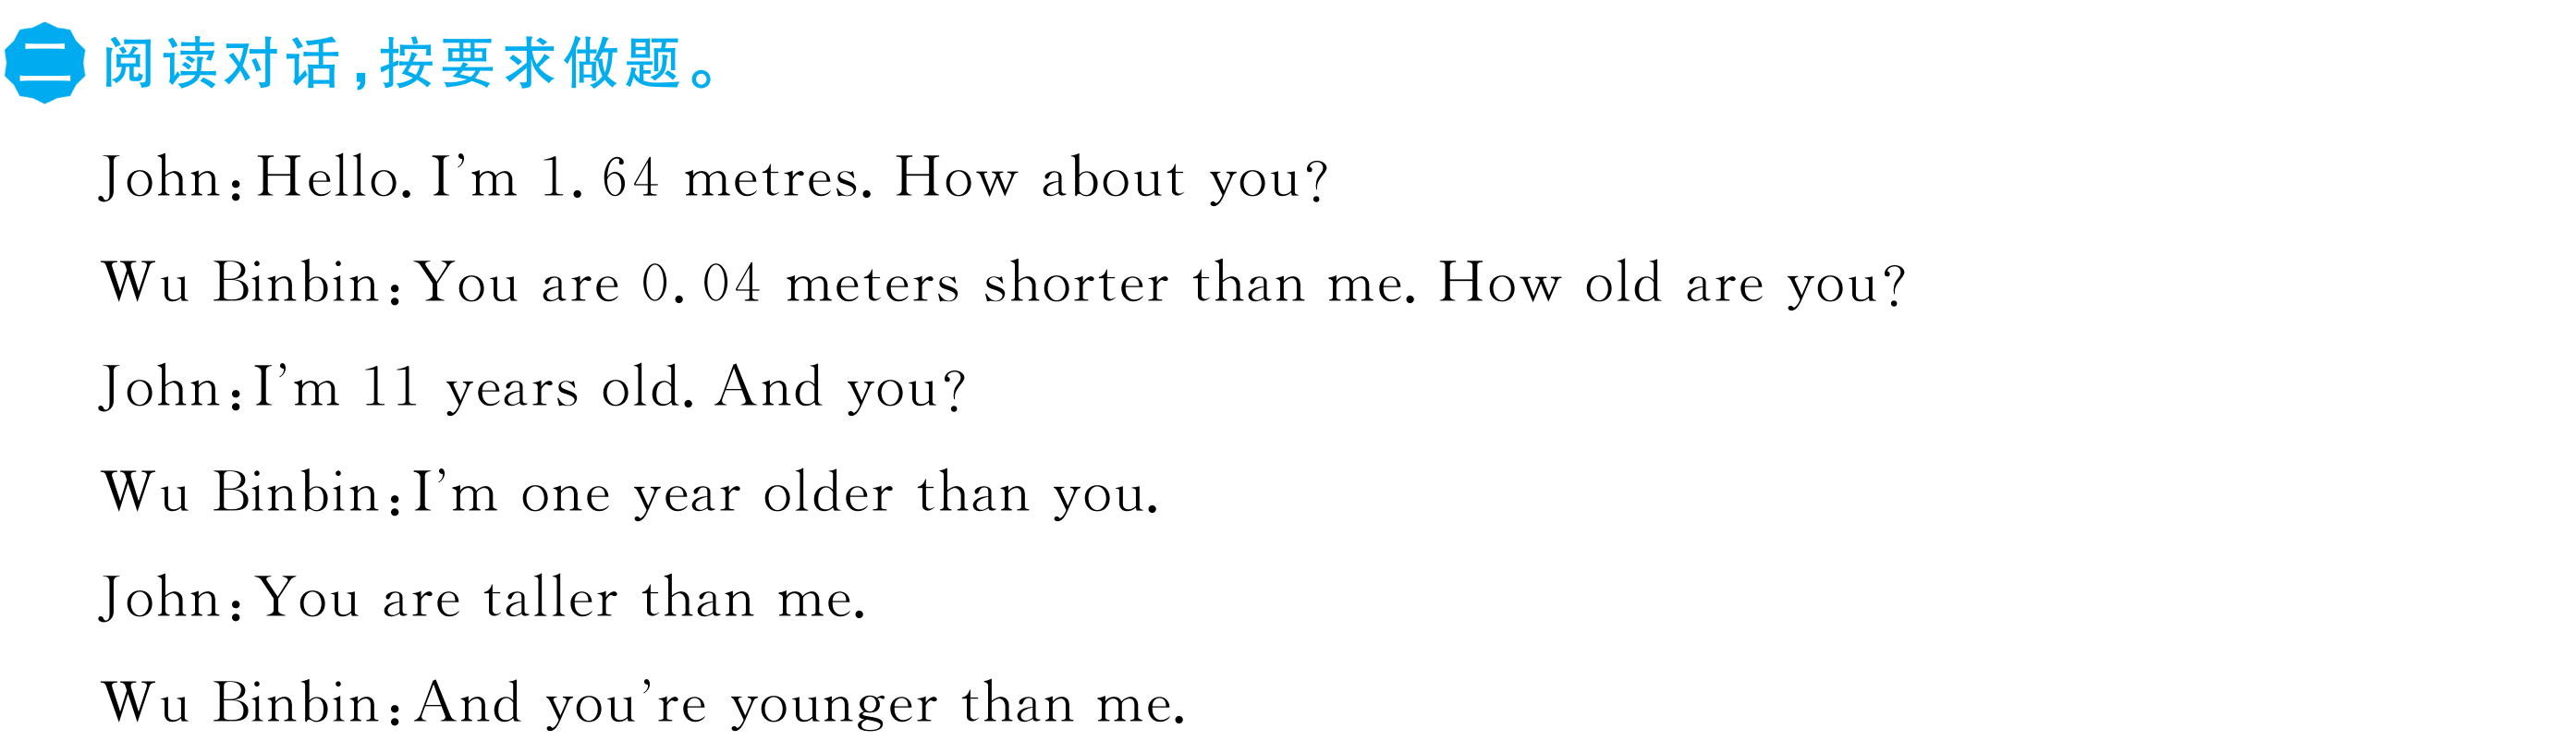 二 阅读对话,按要求做题。
John:Hello. I'm 1. 64 metres. How about you?
Wu Binbin:You are 0. 04 meters shorter than me. How old are you?
John:I'm 11 years old. And you?
Wu Binbin:I'm one year older than you.
John:You are taller than me.
Wu Binbin:And you're younger than me.